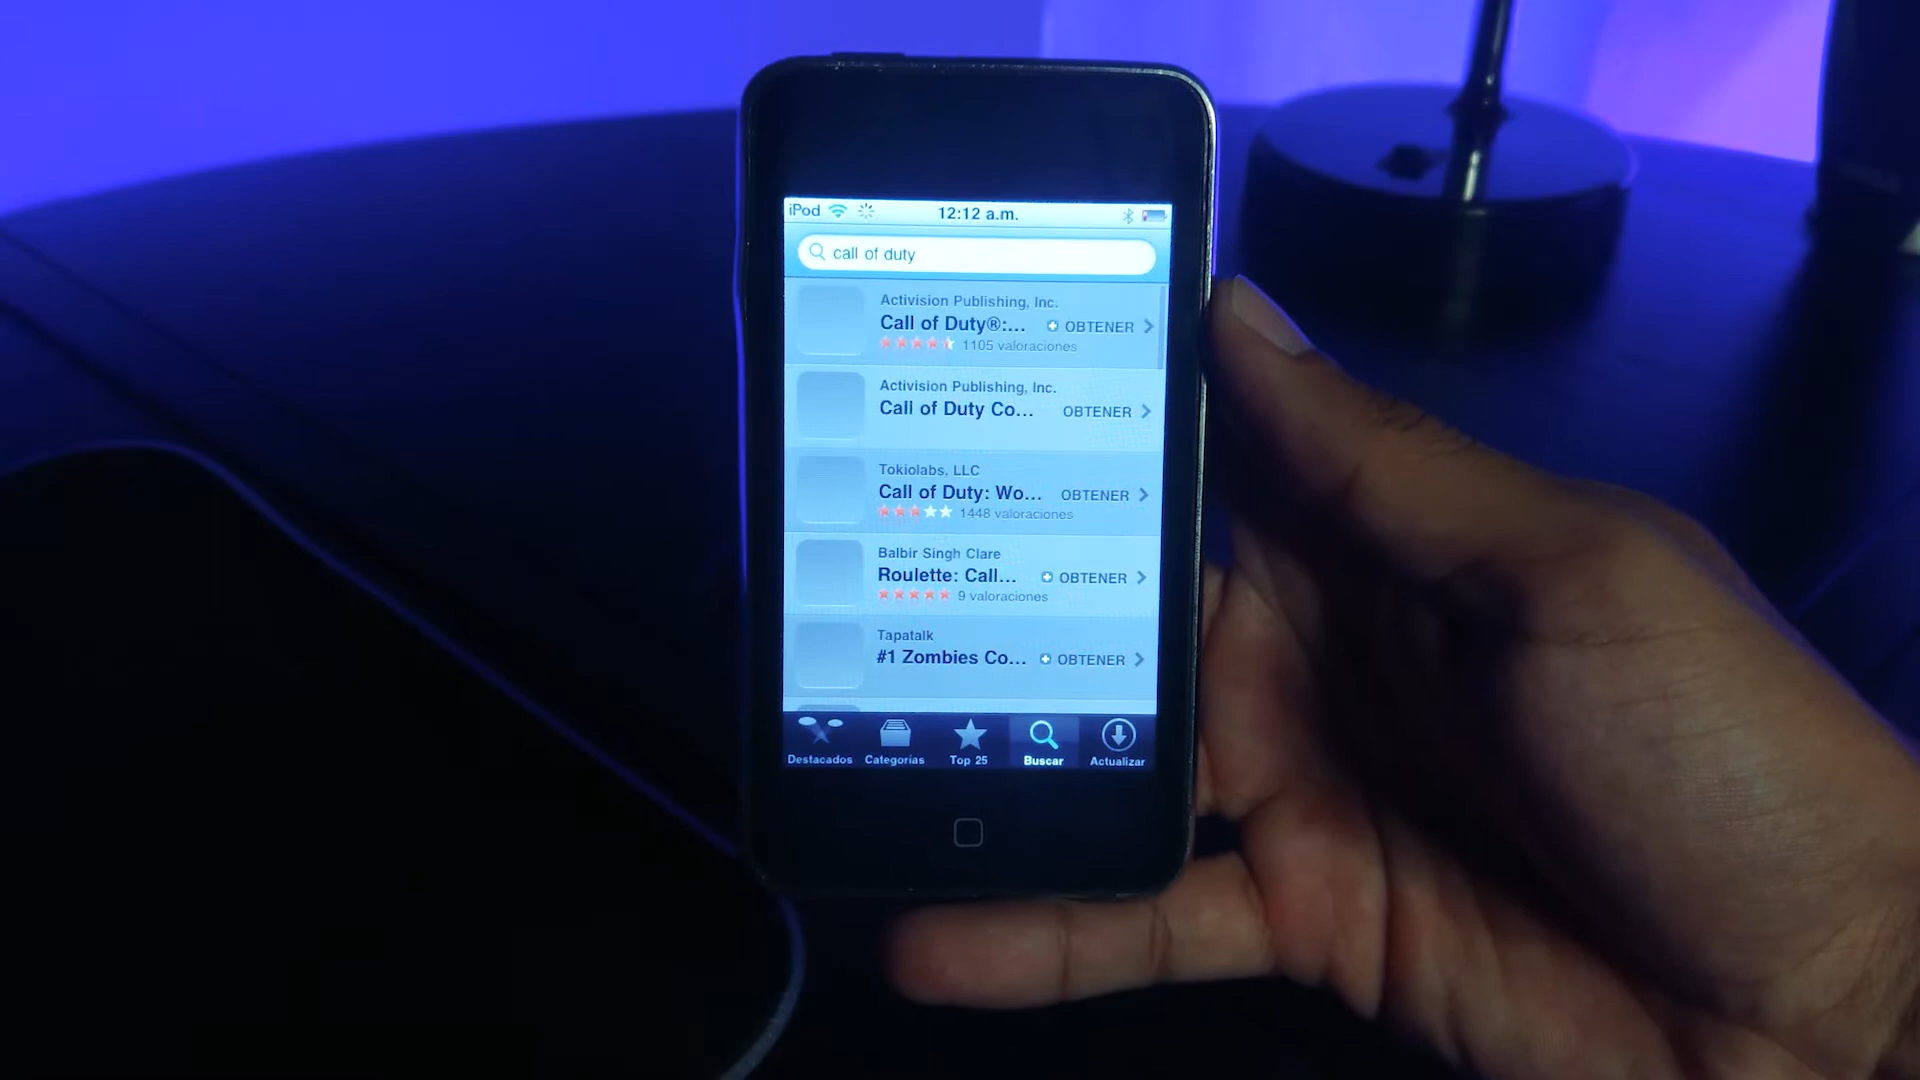 iPod 12:12 a.m.
call of duty
Activision Publishing, Inc.
Call of Duty®:... OBTENER
1105 valoraciones
Activision Publishing, Inc.
Call of Duty Co... OBTENER
Tokiolabs, LLC
Call of Duty: Wo... OBTENER
1448 valoraciones
Balbir Singh Clare
Roulette: Call... OBTENER
9 valoraciones
Tapatalk
#1 Zombies Co... OBTENER
Destacados Categorías Top 25 Buscar Actualizar